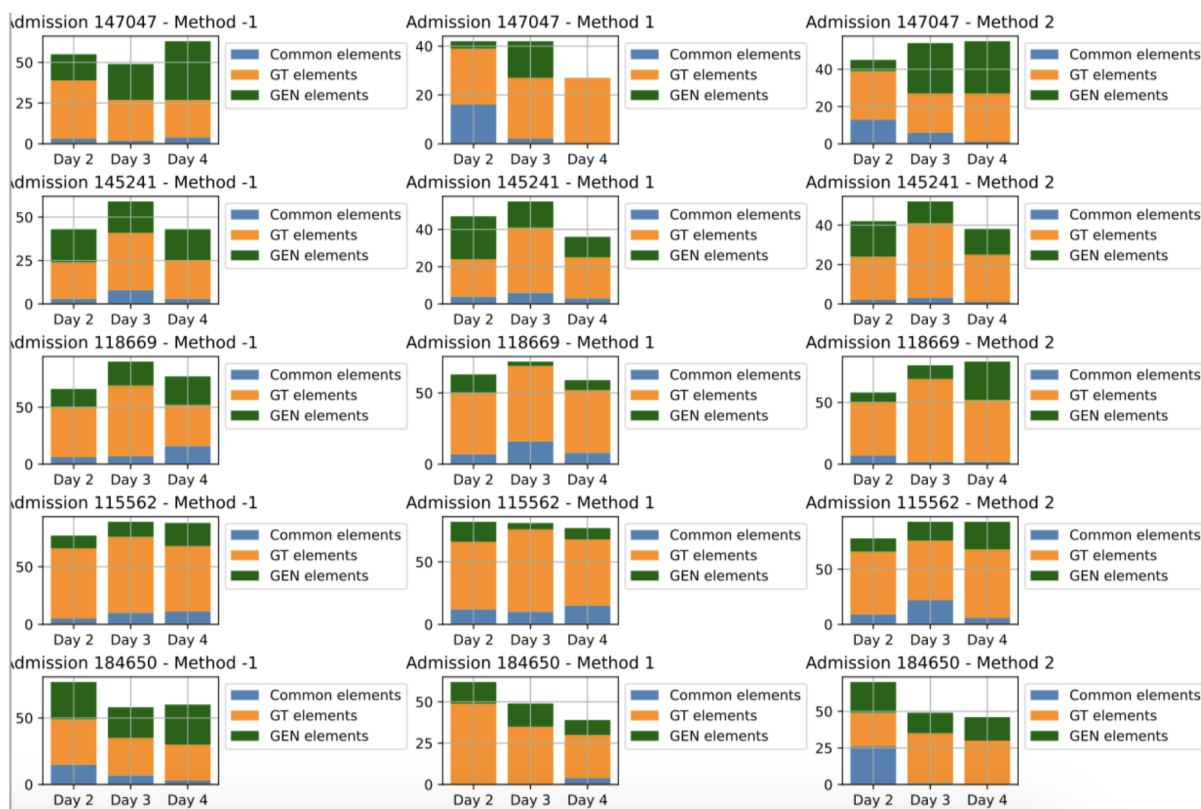 Admission 147047 - Method -1
50
25
0
Day 2 Day 3 Day 4
Common elements
GT elements
GEN elements
Admission 147047 - Method 1
40
20
0
Day 2 Day 3 Day 4
Common elements
GT elements
GEN elements
Admission 147047 - Method 2
40
20
0
Day 2 Day 3 Day 4
Common elements
GT elements
GEN elements
Admission 145241 - Method -1
50
25
0
Day 2 Day 3 Day 4
Common elements
GT elements
GEN elements
Admission 145241 - Method 1
40
20
0
Day 2 Day 3 Day 4
Common elements
GT elements
GEN elements
Admission 145241 - Method 2
40
20
0
Day 2 Day 3 Day 4
Common elements
GT elements
GEN elements
Admission 118669 - Method -1
50
0
Day 2 Day 3 Day 4
Common elements
GT elements
GEN elements
Admission 118669 - Method 1
50
0
Day 2 Day 3 Day 4
Common elements
GT elements
GEN elements
Admission 118669 - Method 2
50
0
Day 2 Day 3 Day 4
Common elements
GT elements
GEN elements
Admission 115562 - Method -1
50
0
Day 2 Day 3 Day 4
Common elements
GT elements
GEN elements
Admission 115562 - Method 1
50
0
Day 2 Day 3 Day 4
Common elements
GT elements
GEN elements
Admission 115562 - Method 2
50
0
Day 2 Day 3 Day 4
Common elements
GT elements
GEN elements
Admission 184650 - Method -1
50
0
Day 2 Day 3 Day 4
Common elements
GT elements
GEN elements
Admission 184650 - Method 1
50
25
0
Day 2 Day 3 Day 4
Common elements
GT elements
GEN elements
Admission 184650 - Method 2
50
25
0
Day 2 Day 3 Day 4
Common elements
GT elements
GEN elements